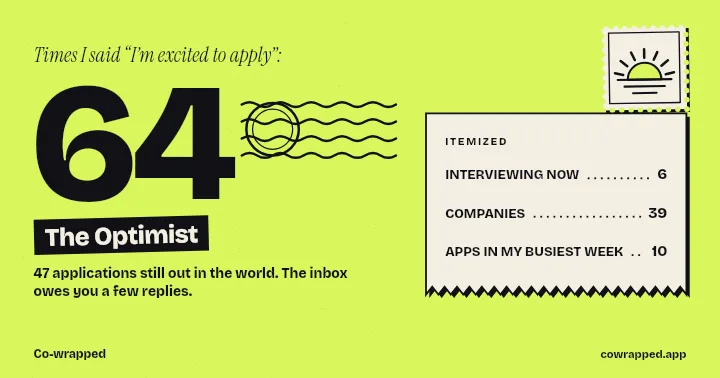 Times I said “I’m excited to apply”:
64
The Optimist
47 applications still out in the world. The inbox
owes you a few replies.
ITEMIZED
INTERVIEWING NOW .......... 6
COMPANIES ................. 39
APPS IN MY BUSIEST WEEK .. 10
Co-wrapped
cowrapped.app